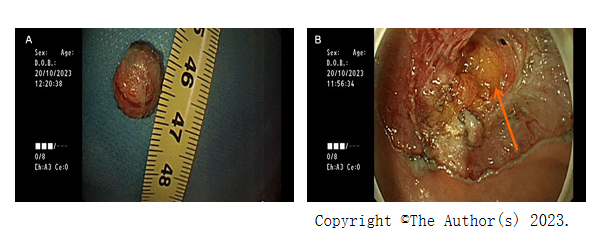 A
Sex: Age:
D.O.B.:
20/10/2023
12:20:38
■■■/---
0/8
Eh:A3 Ce:0
45
46
47
48
B
Sex: Age:
D.O.B.:
20/10/2023
11:56:34
■■■/---
0/8
Eh:A3 Ce:0
Copyright ©The Author(s) 2023.